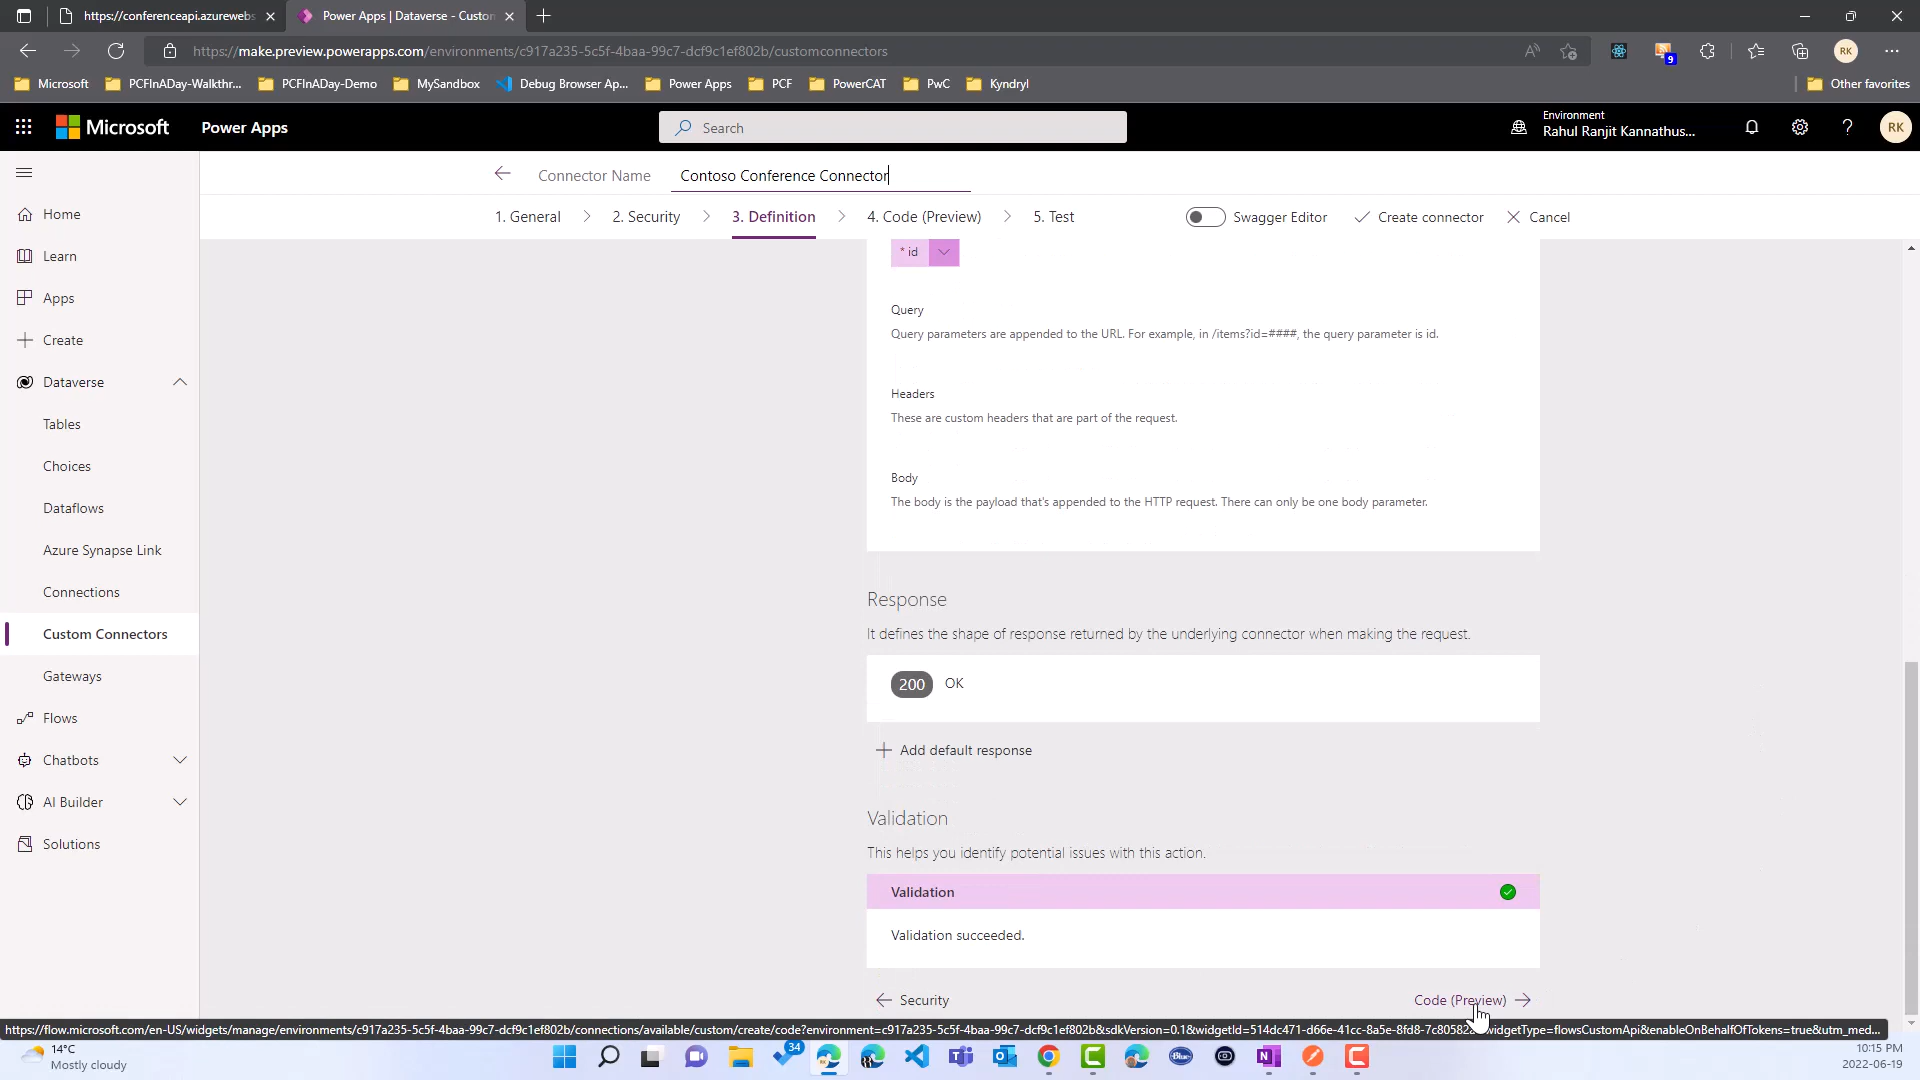 https://conferenceapi.azurewebs
Power Apps | Dataverse - Custon
https://make.preview.powerapps.com/environments/c917a235-5c5f-4baa-99c7-dcf9c1ef802b/customconnectors
RK
9
Microsoft
PCFInADay-Walkthr...
PCFInADay-Demo
MySandbox
Debug Browser Ap...
Power Apps
PCF
PowerCAT
PwC
Kyndryl
Other favorites
Microsoft
Power Apps
Search
Environment
Rahul Ranjit Kannathus...
RK
Connector Name
Contoso Conference Connector
1. General
2. Security
3. Definition
4. Code (Preview)
5. Test
Swagger Editor
Create connector
Cancel
Home
Learn
Apps
Create
Dataverse
Tables
Choices
Dataflows
Azure Synapse Link
Connections
Custom Connectors
Gateways
Flows
Chatbots
AI Builder
Solutions
* id
Query
Query parameters are appended to the URL. For example, in /items?id=####, the query parameter is id.
Headers
These are custom headers that are part of the request.
Body
The body is the payload that's appended to the HTTP request. There can only be one body parameter.
Response
It defines the shape of response returned by the underlying connector when making the request.
200 OK
Add default response
Validation
This helps you identify potential issues with this action.
Validation
Validation succeeded.
Security
Code (Preview)
https://flow.microsoft.com/en-US/widgets/manage/environments/c917a235-5c5f-4baa-99c7-dcf9c1ef802b/connections/available/custom/create/code?environment=c917a235-5c5f-4baa-99c7-dcf9c1ef802b&sdkVersion=0.1&widgetId=514dc471-d66e-41cc-8a5e-8fd8-7c80582 widgetType=flowsCustomApi&enableOnBehalfOfTokens=true&utm_med...
14°C
Mostly cloudy
34
Blue
10:15 PM
2022-06-19